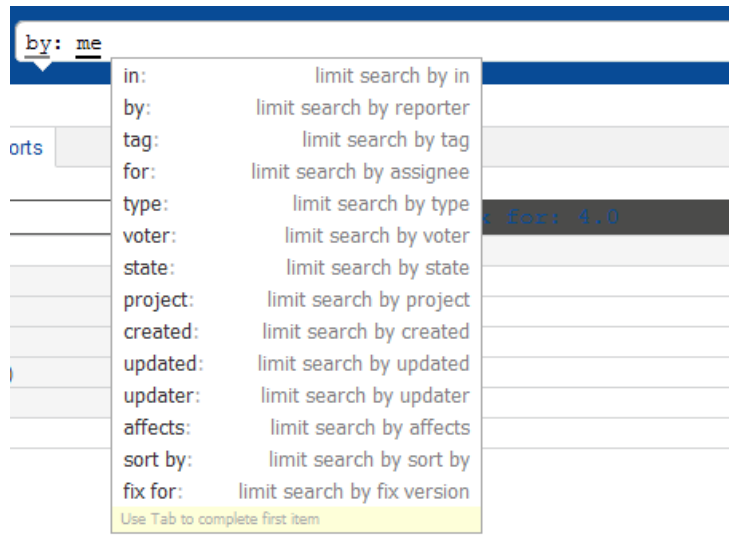 by: me
in: limit search by in
by: limit search by reporter
tag: limit search by tag
orts
for: limit search by assignee
type: limit search by type
for: 4.0
voter: limit search by voter
state: limit search by state
project: limit search by project
created: limit search by created
updated: limit search by updated
updater: limit search by updater
affects: limit search by affects
sort by: limit search by sort by
fix for: limit search by fix version
Use Tab to complete first item